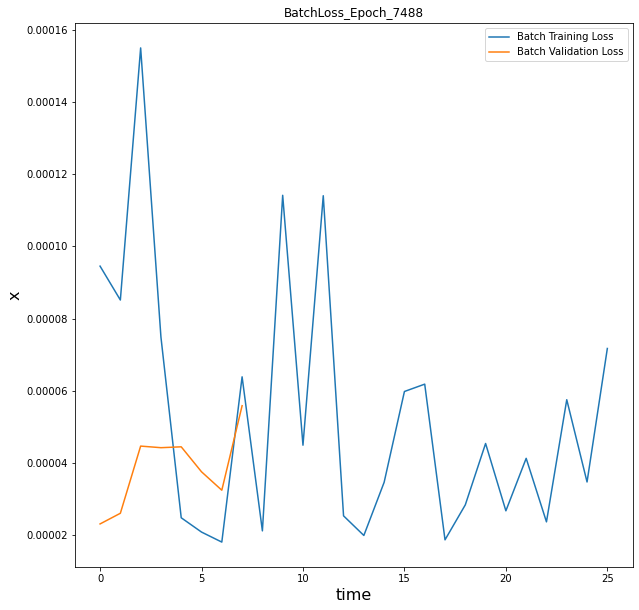 BatchLoss_Epoch_7488
Batch Training Loss
Batch Validation Loss
0.00016
0.00014
0.00012
0.00010
0.00008
0.00006
0.00004
0.00002
x
0 5 10 15 20 25
time